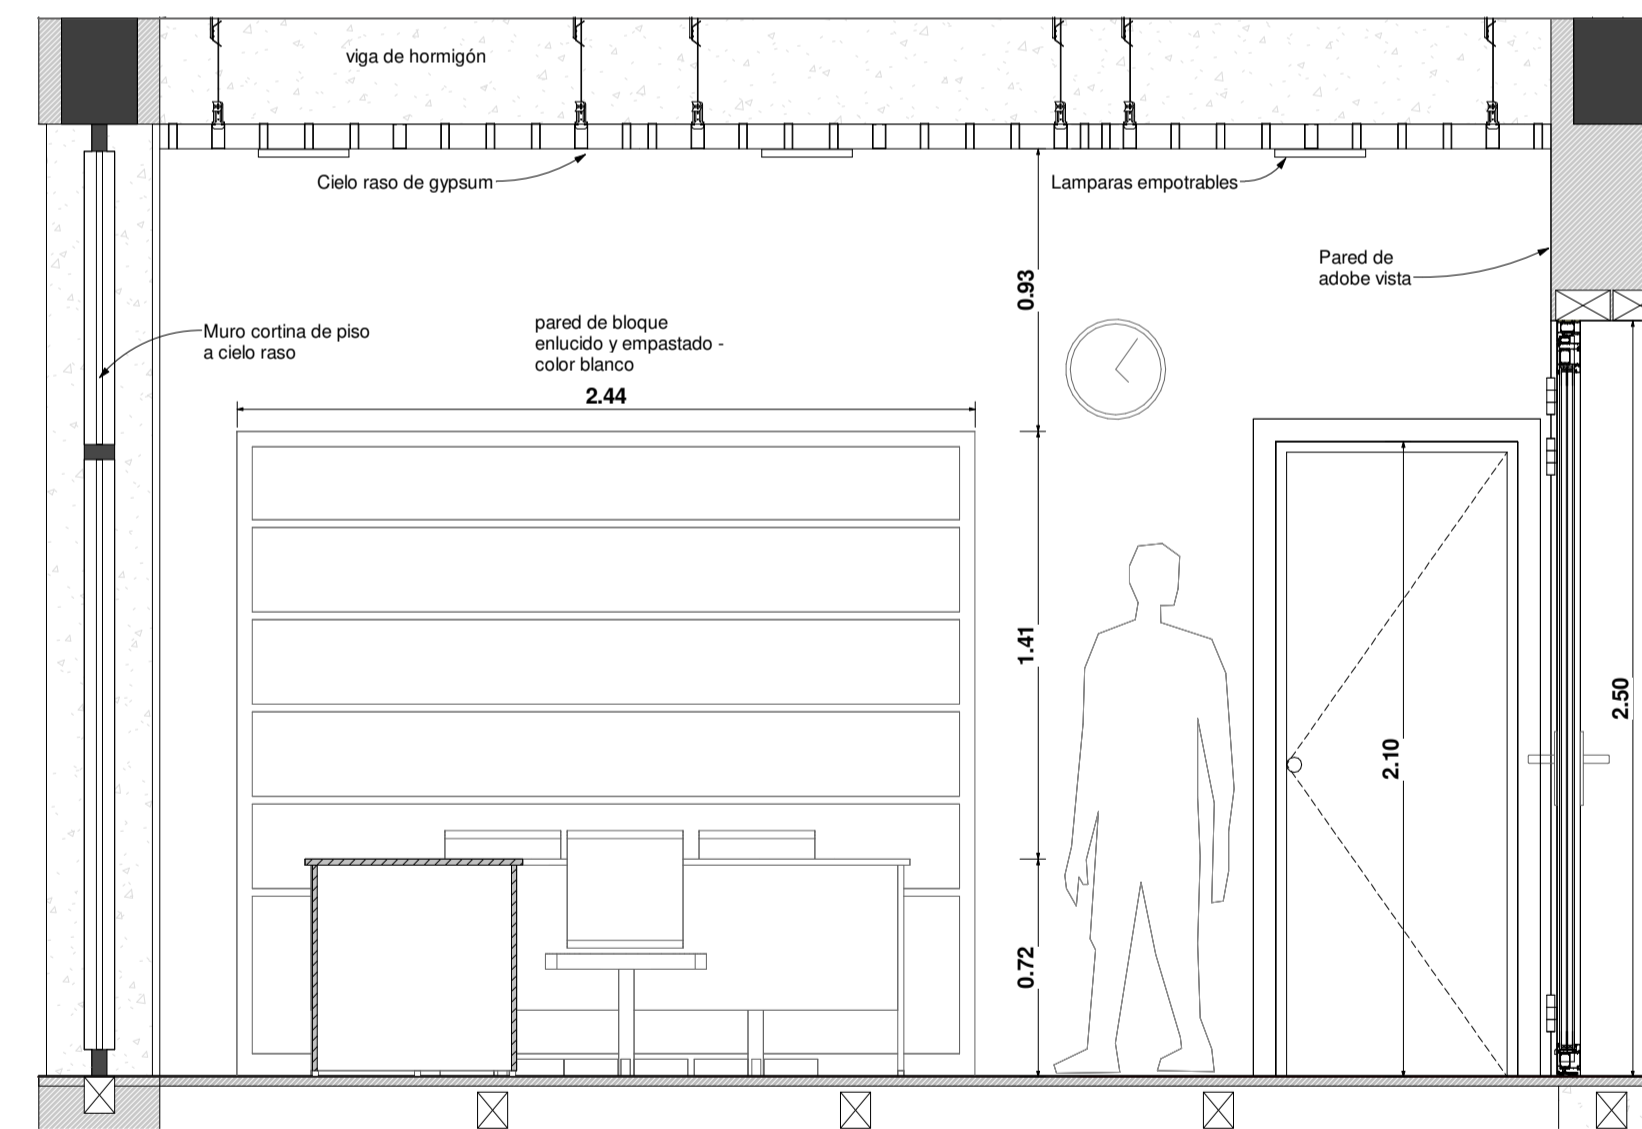 viga de hormigón
Cielo raso de gypsum
Lamparas empotrables
Pared de
adobe vista
0.93
Muro cortina de piso
a cielo raso
pared de bloque
enlucido y empastado -
color blanco
2.44
1.41
2.50
2.10
0.72